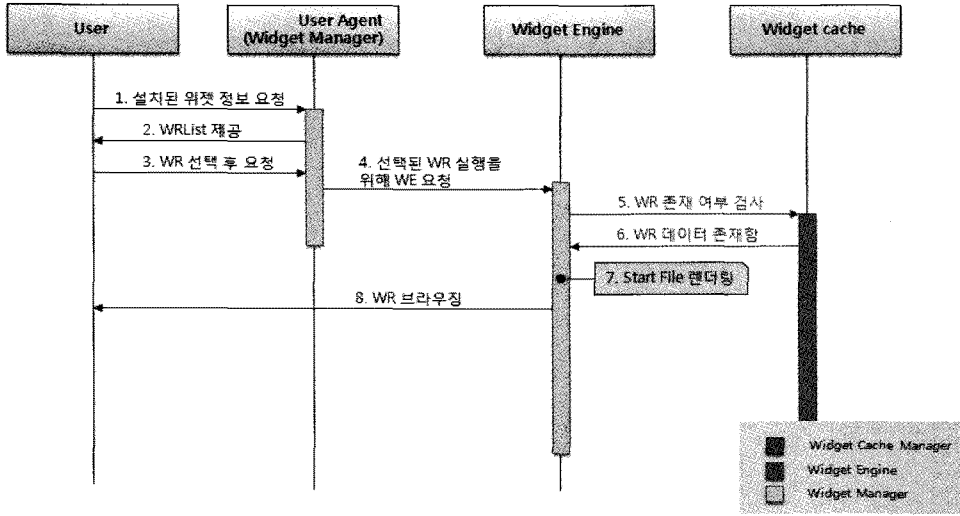 User
User Agent
(Widget Manager)
Widget Engine
Widget cache
1. 설치된 위젯 정보 요청
2. WRList 제공
3. WR 선택 후 요청
4. 선택된 WR 실행을
위해 WE 요청
5. WR 존재 여부 검사
6. WR 데이터 존재함
7. Start File 렌더링
8. WR 브라우징
Widget Cache Manager
Widget Engine
Widget Manager